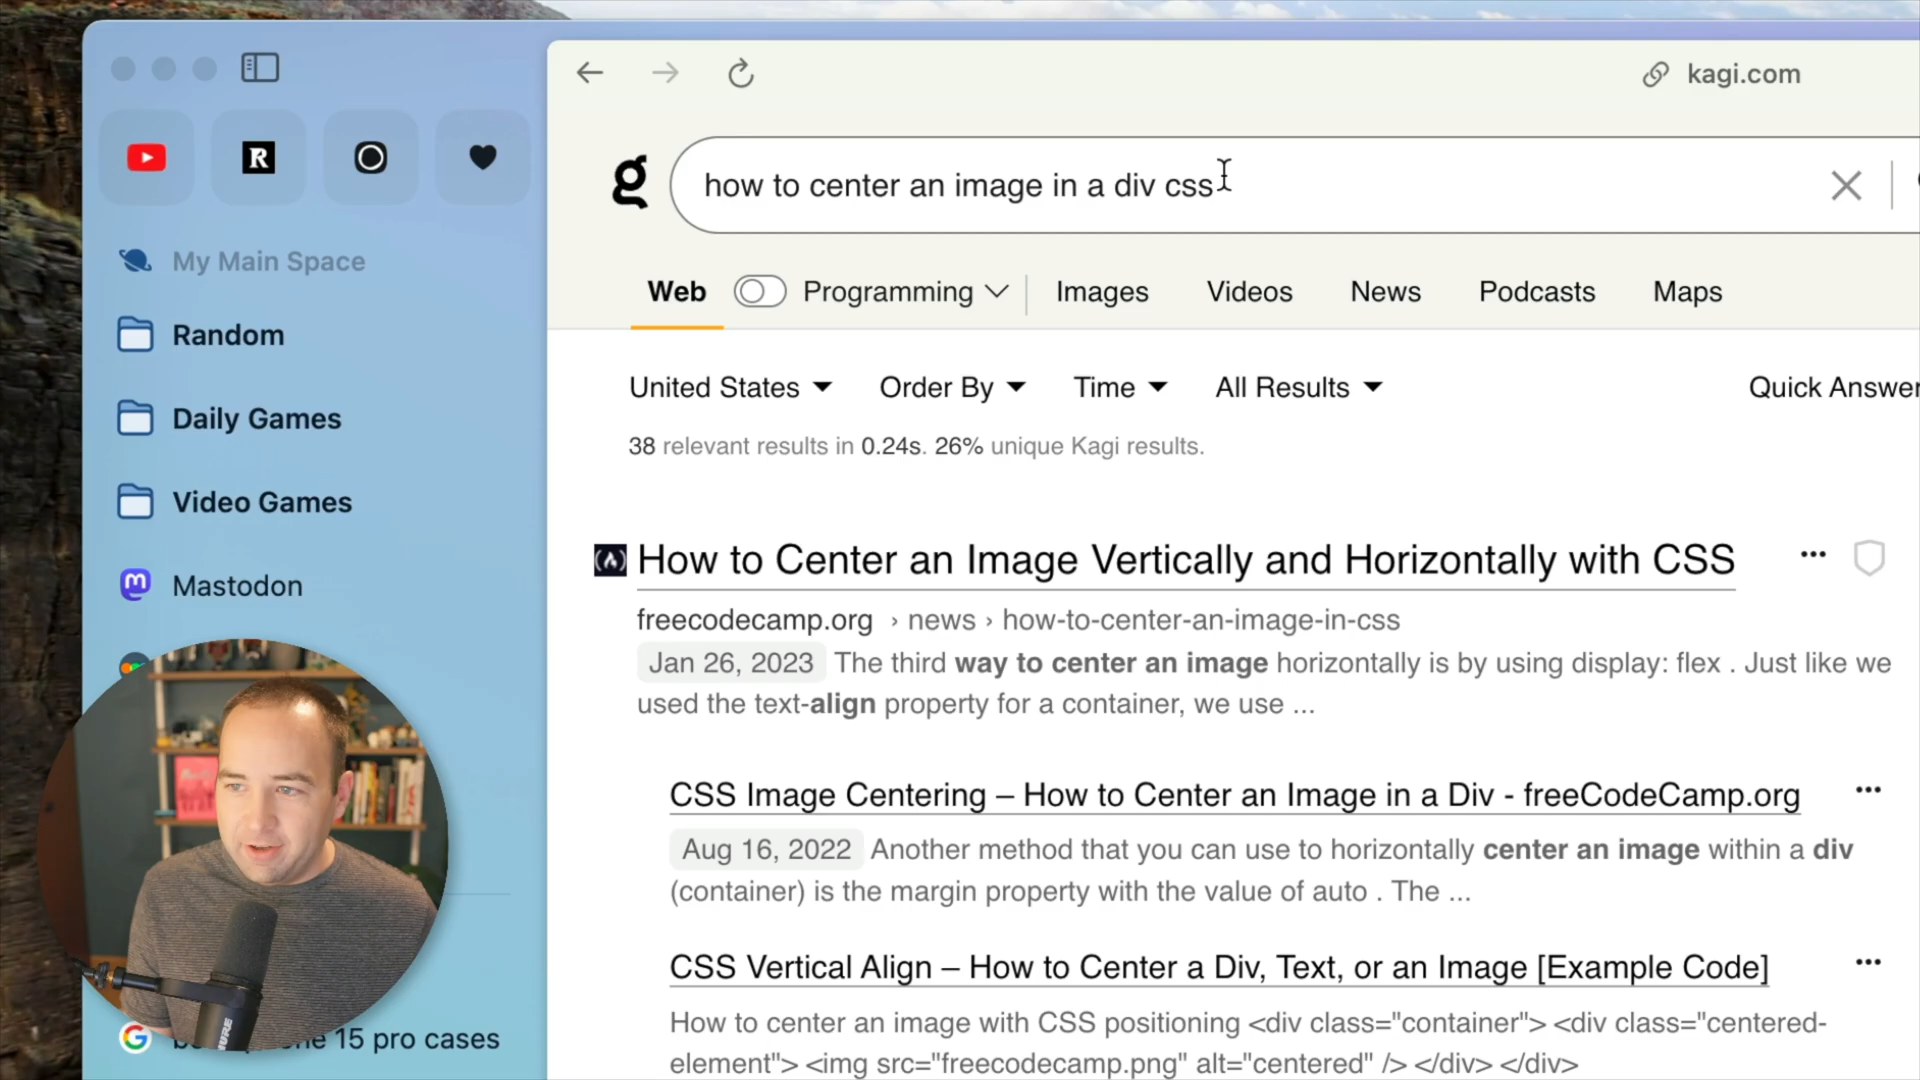 kagi.com
how to center an image in a div css
Web Programming Images Videos News Podcasts Maps
United States Order By Time All Results Quick Answer
38 relevant results in 0.24s. 26% unique Kagi results.
My Main Space
Random
Daily Games
Video Games
Mastodon
15 pro cases
How to Center an Image Vertically and Horizontally with CSS
freecodecamp.org › news › how-to-center-an-image-in-css
Jan 26, 2023 The third way to center an image horizontally is by using display: flex . Just like we
used the text-align property for a container, we use ...
CSS Image Centering – How to Center an Image in a Div - freeCodeCamp.org
Aug 16, 2022 Another method that you can use to horizontally center an image within a div
(container) is the margin property with the value of auto . The ...
CSS Vertical Align – How to Center a Div, Text, or an Image [Example Code]
How to center an image with CSS positioning <div class="container"> <div class="centered-
element"> <img src="freecodecamp.png" alt="centered" /> </div> </div>